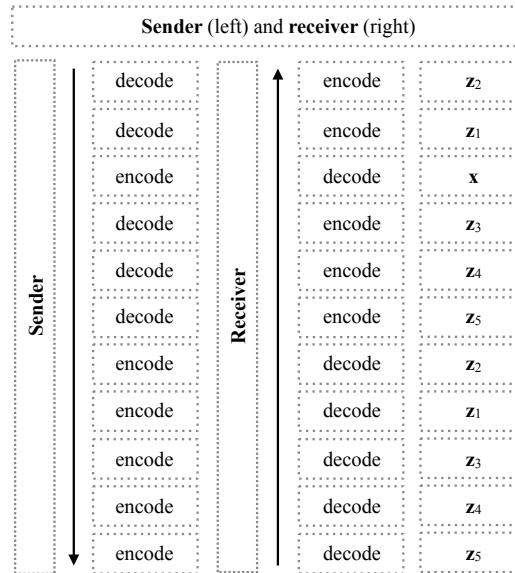 Sender (left) and receiver (right)
Sender
Receiver
decode encode z2
decode encode z1
encode decode x
decode encode z3
decode encode z4
decode encode z5
encode decode z2
encode decode z1
encode decode z3
encode decode z4
encode decode z5